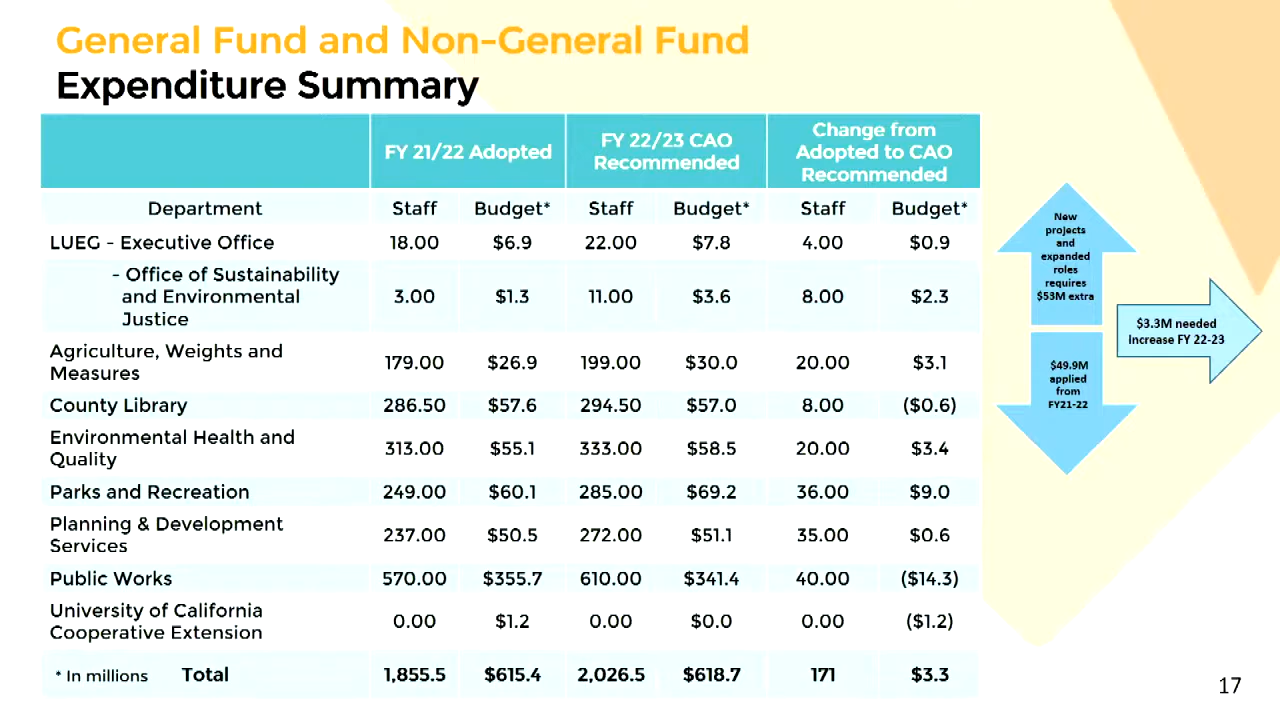 General Fund and Non-General Fund
Expenditure Summary
FY 21/22 Adopted
FY 22/23 CAO
Recommended
Change from
Adopted to CAO
Recommended
Department Staff Budget* Staff Budget* Staff Budget*
LUEG - Executive Office 18.00 $6.9 22.00 $7.8 4.00 $0.9
- Office of Sustainability
and Environmental
Justice
3.00 $1.3 11.00 $3.6 8.00 $2.3
Agriculture, Weights and
Measures
179.00 $26.9 199.00 $30.0 20.00 $3.1
County Library 286.50 $57.6 294.50 $57.0 8.00 ($0.6)
Environmental Health and
Quality
313.00 $55.1 333.00 $58.5 20.00 $3.4
Parks and Recreation 249.00 $60.1 285.00 $69.2 36.00 $9.0
Planning & Development
Services
237.00 $50.5 272.00 $51.1 35.00 $0.6
Public Works 570.00 $355.7 610.00 $341.4 40.00 ($14.3)
University of California
Cooperative Extension
0.00 $1.2 0.00 $0.0 0.00 ($1.2)
* In millions Total 1,855.5 $615.4 2,026.5 $618.7 171 $3.3
New
projects
and
expanded
roles
requires
$53M extra
$3.3M needed
increase FY 22-23
$49.9M
applied
from
FY21-22
17